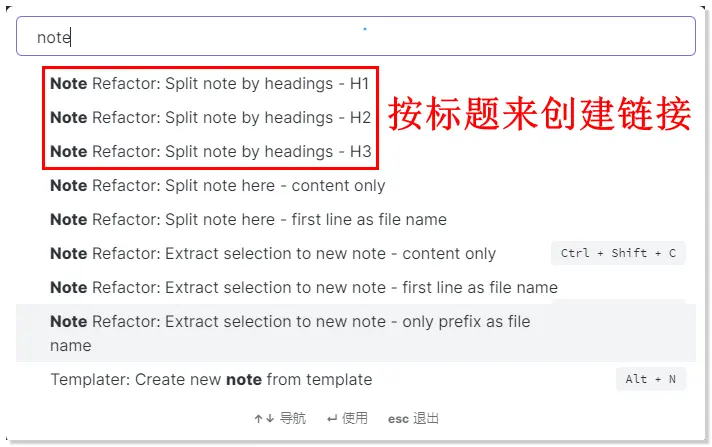 note
Note Refactor: Split note by headings - H1
Note Refactor: Split note by headings - H2
Note Refactor: Split note by headings - H3
按标题来创建链接
Note Refactor: Split note here - content only
Note Refactor: Split note here - first line as file name
Note Refactor: Extract selection to new note - content only
Ctrl + Shift + C
Note Refactor: Extract selection to new note - first line as file name
Note Refactor: Extract selection to new note - only prefix as file
name
Templater: Create new note from template
Alt + N
↑↓ 导航 ↵ 使用 esc 退出